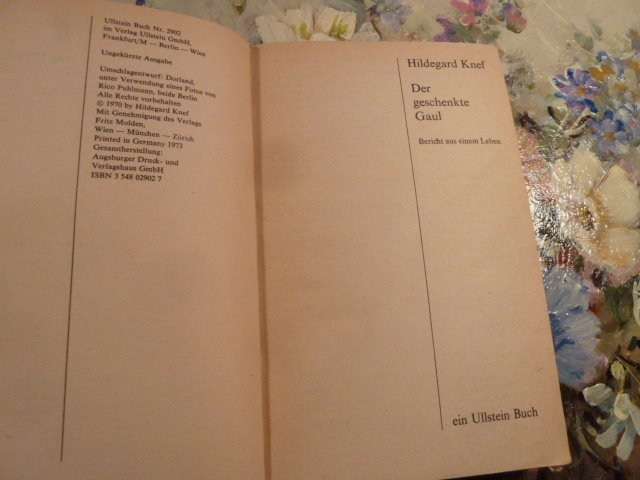 Ullstein Buch Nr. 2902
im Verlag Ullstein GmbH,
Frankfurt/M — Berlin — Wien
Ungekürzte Ausgabe
Umschlagentwurf: Dorland,
unter Verwendung eines Fotos von
Rico Puhlmann, beide Berlin
Alle Rechte vorbehalten
© 1970 by Hildegard Knef
Mit Genehmigung des Verlags
Fritz Molden,
Wien — München — Zürich
Printed in Germany 1973
Gesamtherstellung:
Augsburger Druck- und
Verlagshaus GmbH
ISBN 3 548 02902 7
Hildegard Knef
Der
geschenkte
Gaul
Bericht aus einem Leben
ein Ullstein Buch